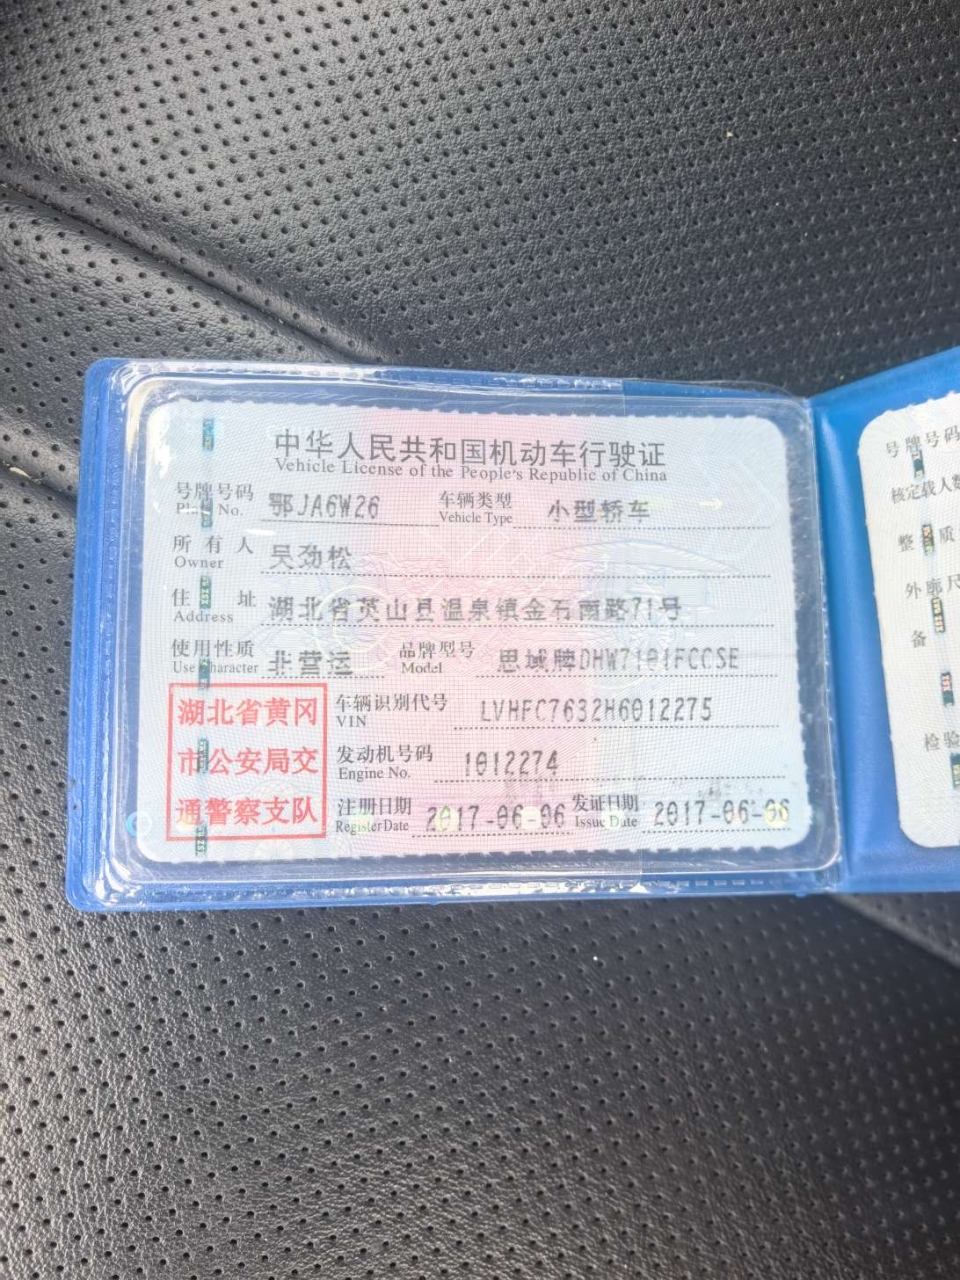 中华人民共和国机动车行驶证
Vehicle License of the People's Republic of China
号牌号码 鄂JA6W26 车辆类型 小型轿车
Plate No. Vehicle Type
所有人 吴劲松
Owner
住址 湖北省英山县温泉镇金石南路71号
Address
使用性质 非营运 品牌型号 思域牌DHW7101FCCSE
Use Character Model
湖北省黄冈
市公安局交
通警察支队
车辆识别代号 LVHFC7632H6012275
VIN
发动机号码 1012274
Engine No.
注册日期 2017-06-06 发证日期 2017-06-06
Register Date Issue Date
号牌号码
核定载人数
整 质
外廓尺
备
检验